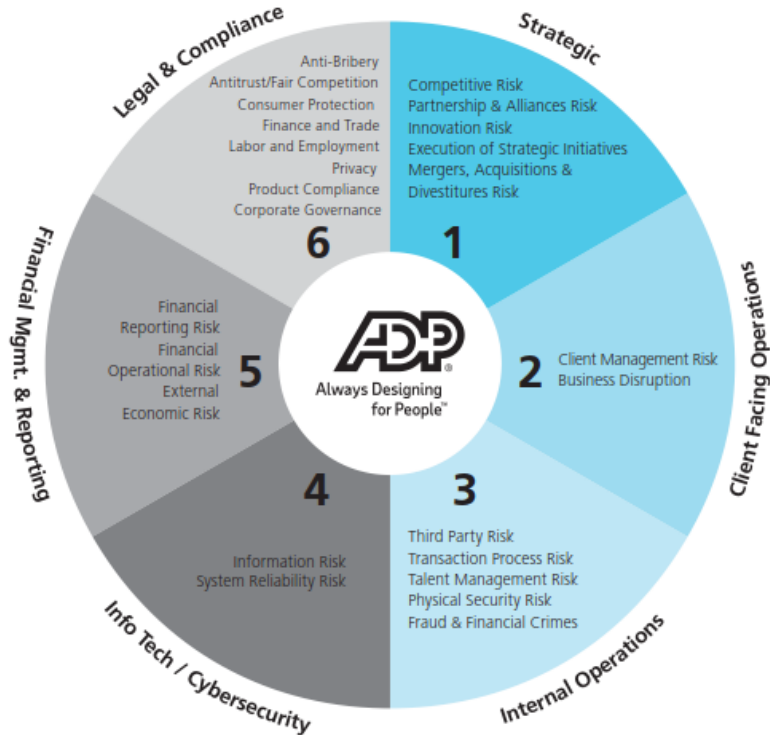 Strategic
Competitive Risk
Partnership & Alliances Risk
Innovation Risk
Execution of Strategic Initiatives
Mergers, Acquisitions &
Divestitures Risk
1
Client Facing Operations
2
Client Management Risk
Business Disruption
Internal Operations
3
Third Party Risk
Transaction Process Risk
Talent Management Risk
Physical Security Risk
Fraud & Financial Crimes
Info Tech / Cybersecurity
4
Information Risk
System Reliability Risk
Financial Mgmt. & Reporting
5
Financial
Reporting Risk
Financial
Operational Risk
External
Economic Risk
Legal & Compliance
Anti-Bribery
Antitrust/Fair Competition
Consumer Protection
Finance and Trade
Labor and Employment
Privacy
Product Compliance
Corporate Governance
6
ADP®
Always Designing
for People™